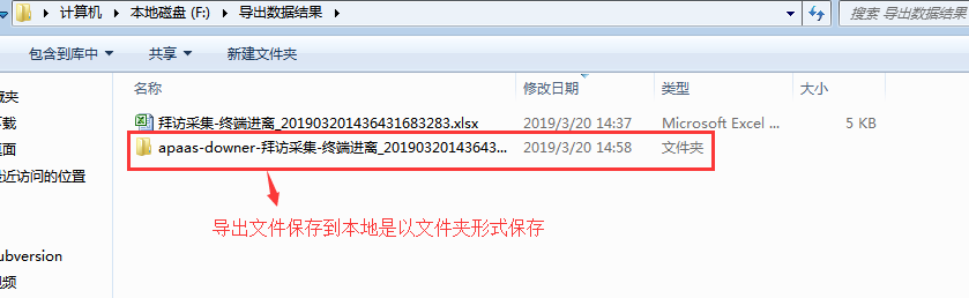 计算机 ▸ 本地磁盘 (F:) ▸ 导出数据结果 ▸ 搜索 导出数据结果
包含到库中 共享 新建文件夹
名称 修改日期 类型 大小
拜访采集-终端进离_201903201436431683283.xlsx 2019/3/20 14:37 Microsoft Excel ... 5 KB
apaas-downer-拜访采集-终端进离_20190320143643... 2019/3/20 14:58 文件夹
近访问的位置
导出文件保存到本地是以文件夹形式保存
ubversion